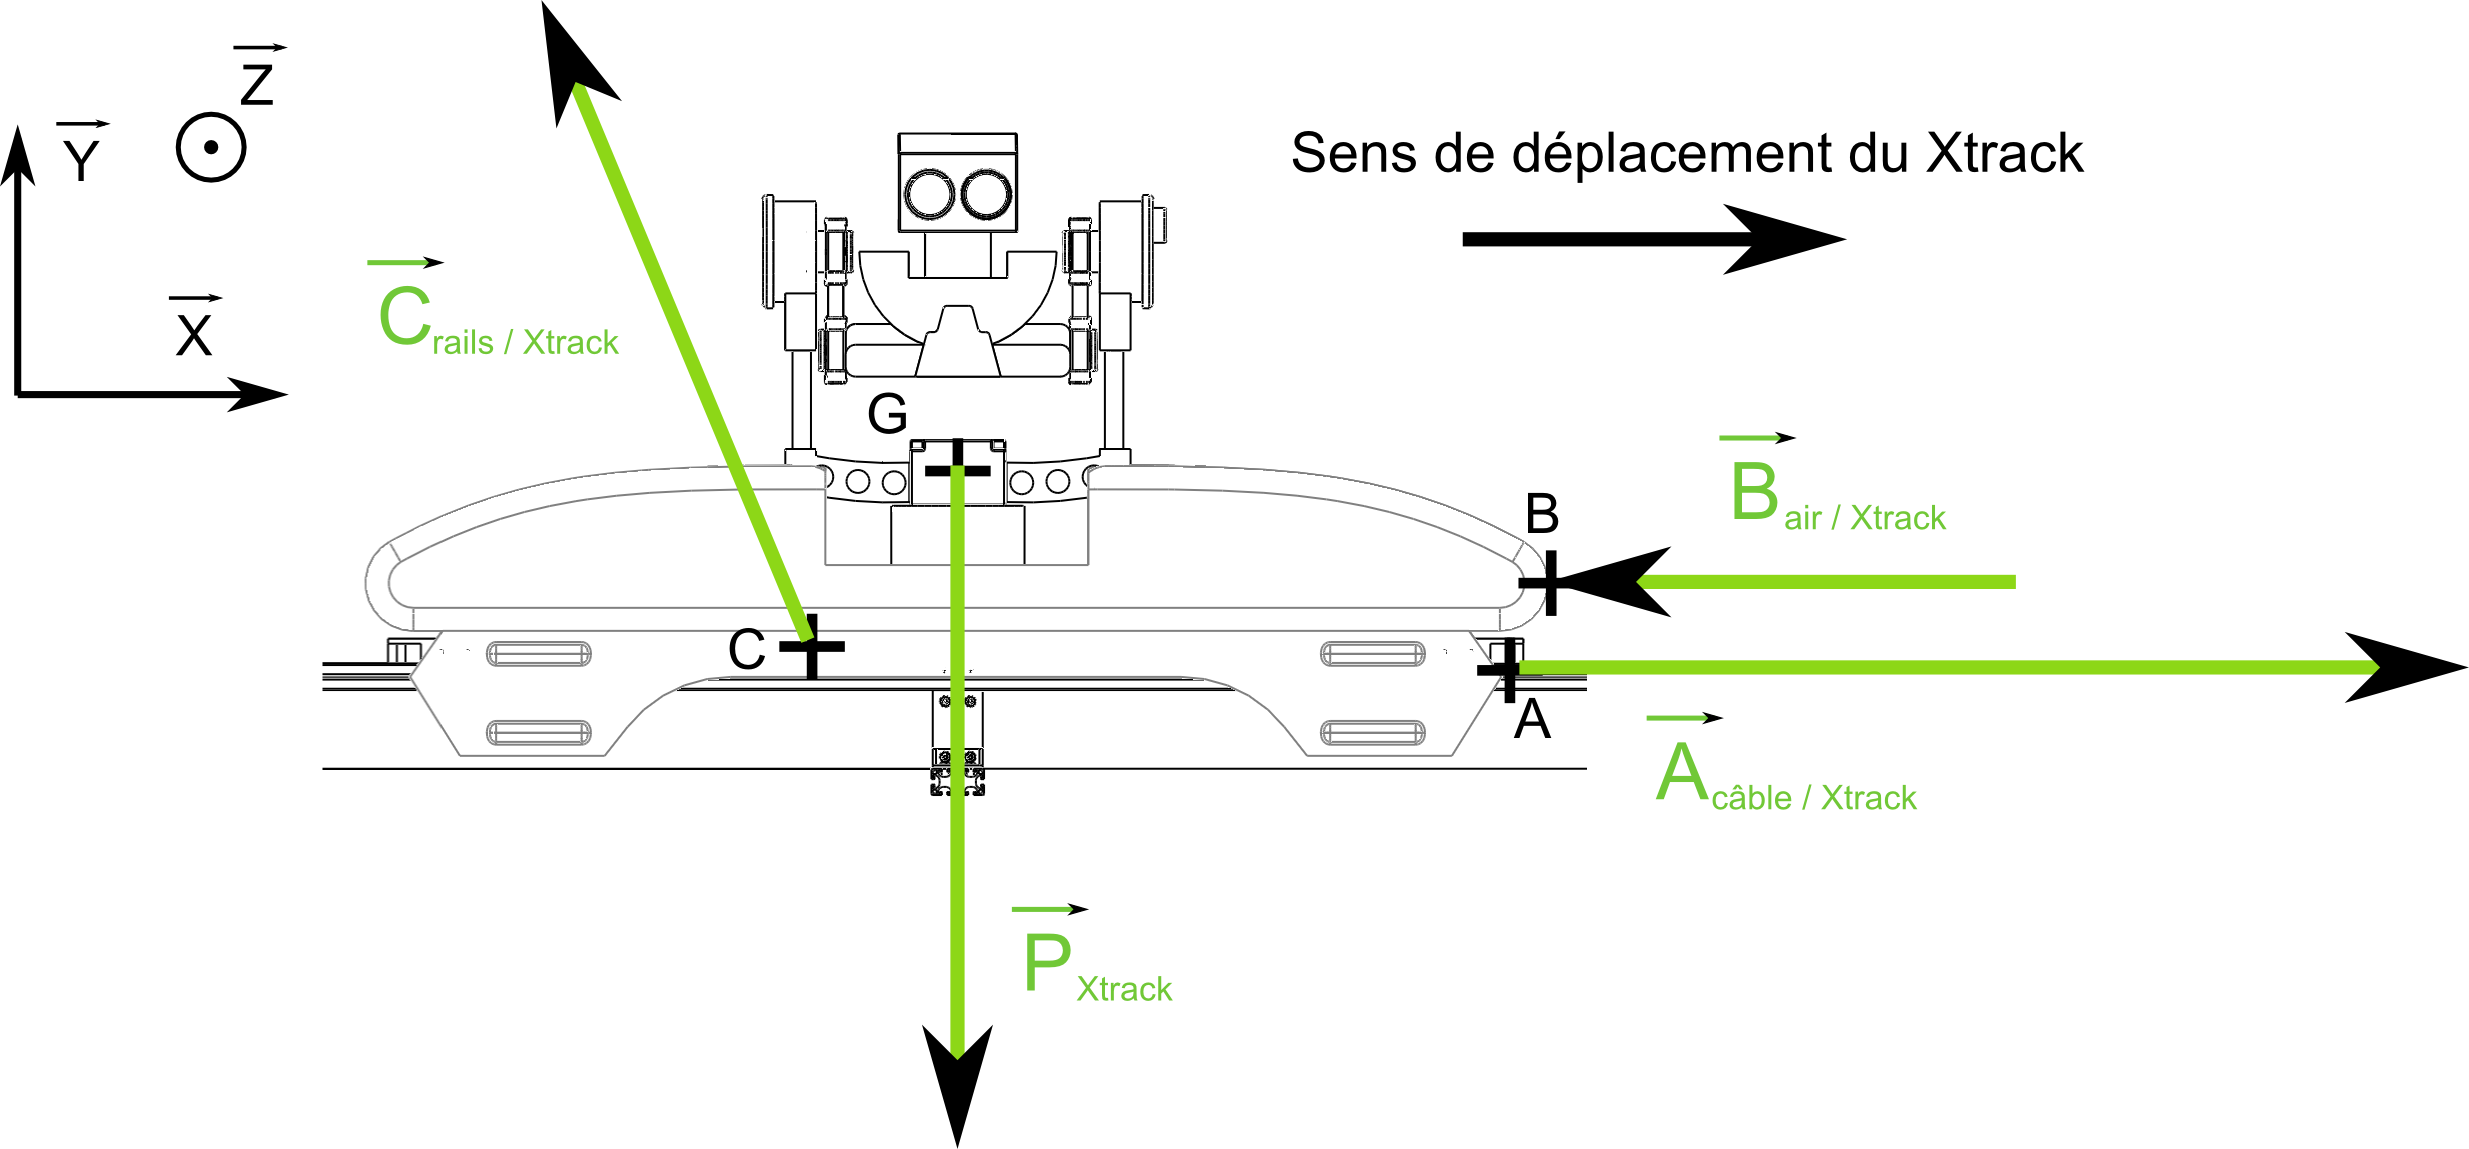 Z
Y
X
Sens de déplacement du Xtrack
C rails / Xtrack
G
B
B air / Xtrack
C
A
A câble / Xtrack
P Xtrack